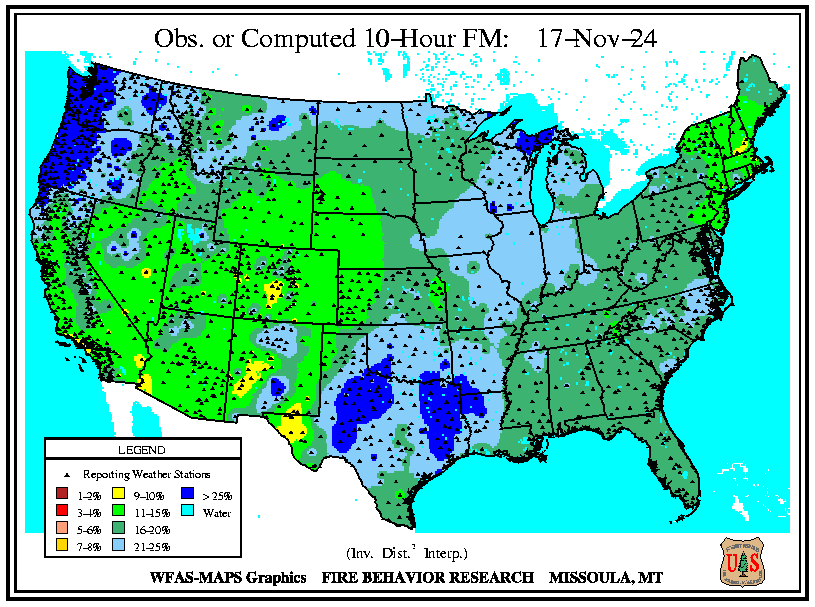 Obs. or Computed 10-Hour FM: 17-Nov-24
LEGEND
Reporting Weather Stations
1-2% 9-10% > 25%
3-4% 11-15% Water
5-6% 16-20%
7-8% 21-25%
(Inv. Dist.² Interp.)
WFAS-MAPS Graphics FIRE BEHAVIOR RESEARCH MISSOULA, MT
U S